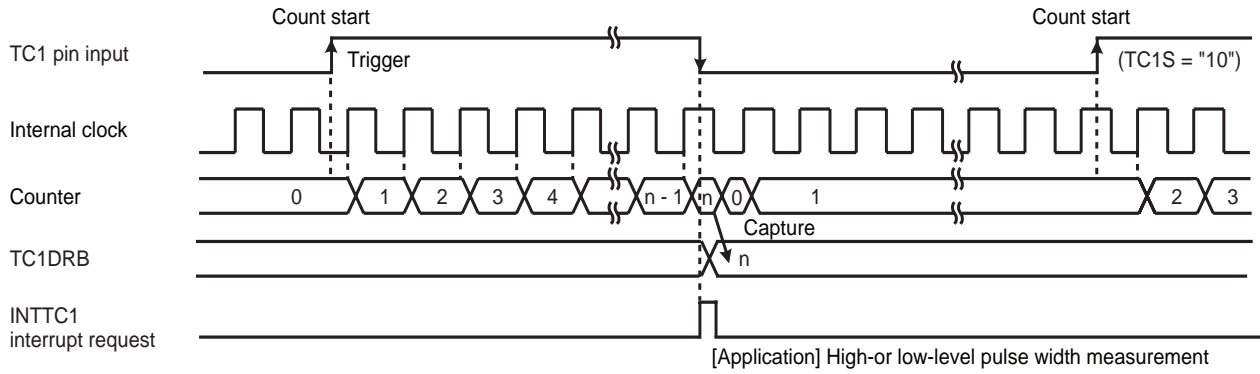 Count start
Count start
TC1 pin input
Trigger
(TC1S = "10")
Internal clock
Counter
0 1 2 3 4 n - 1 n 0 1 2 3
Capture
TC1DRB
n
INTTC1
interrupt request
[Application] High-or low-level pulse width measurement